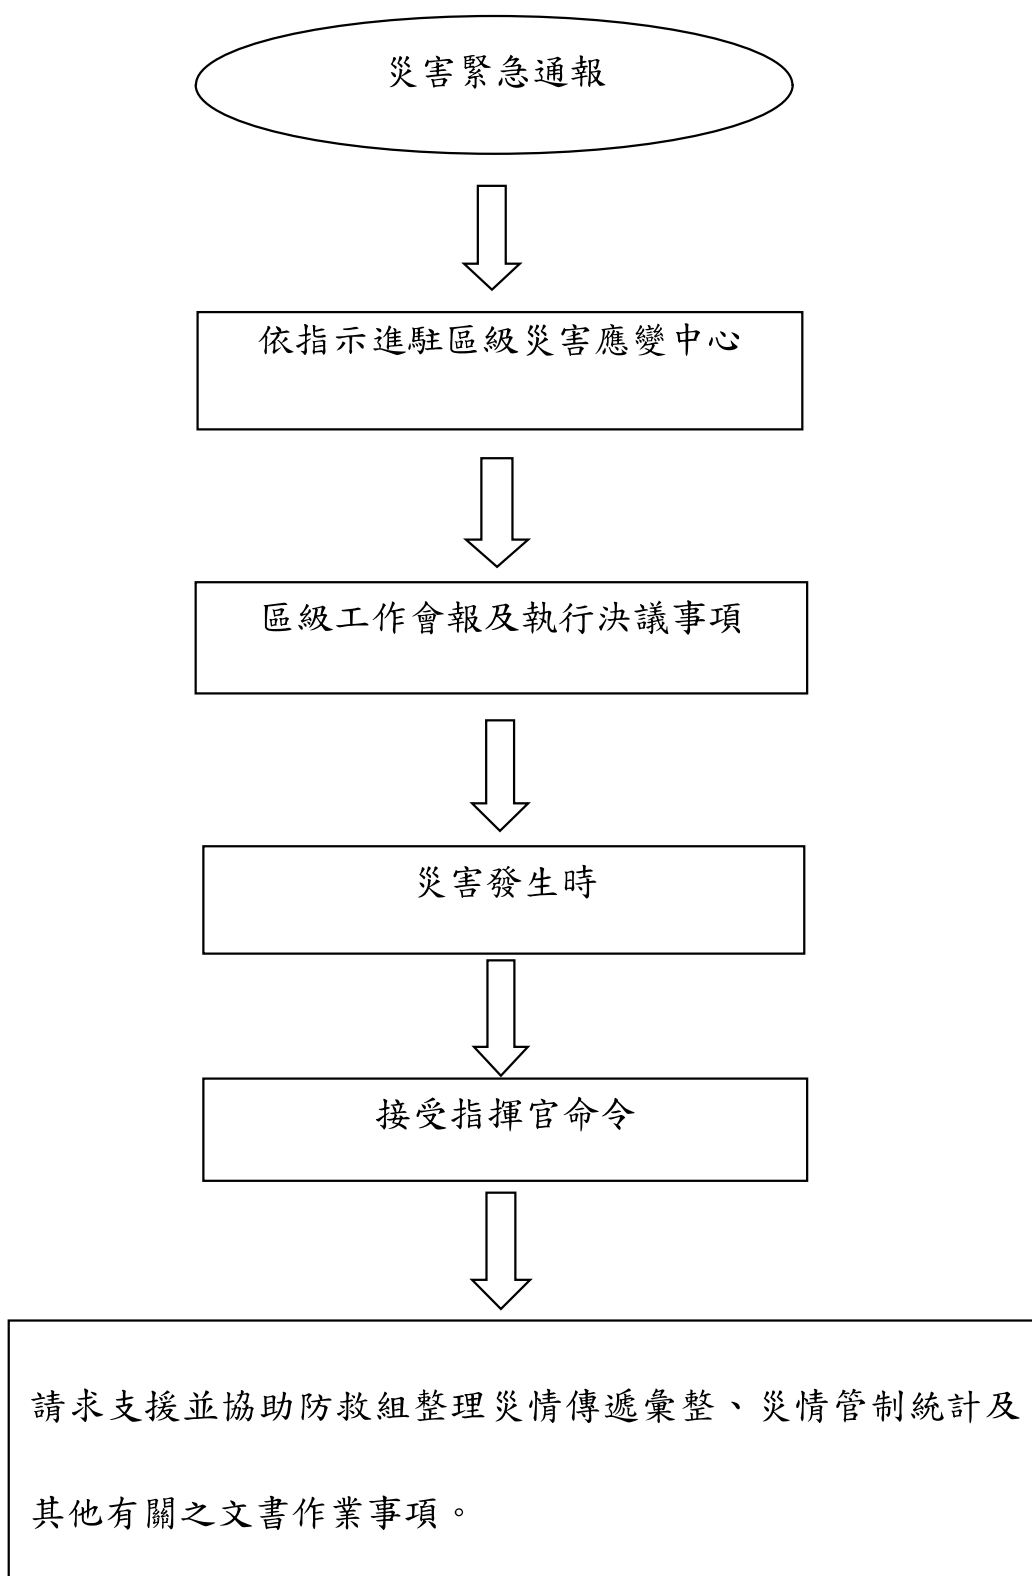 災害緊急通報
依指示進駐區級災害應變中心
區級工作會報及執行決議事項
災害發生時
接受指揮官命令
請求支援並協助防救組整理災情傳遞彙整、災情管制統計及
其他有關之文書作業事項。